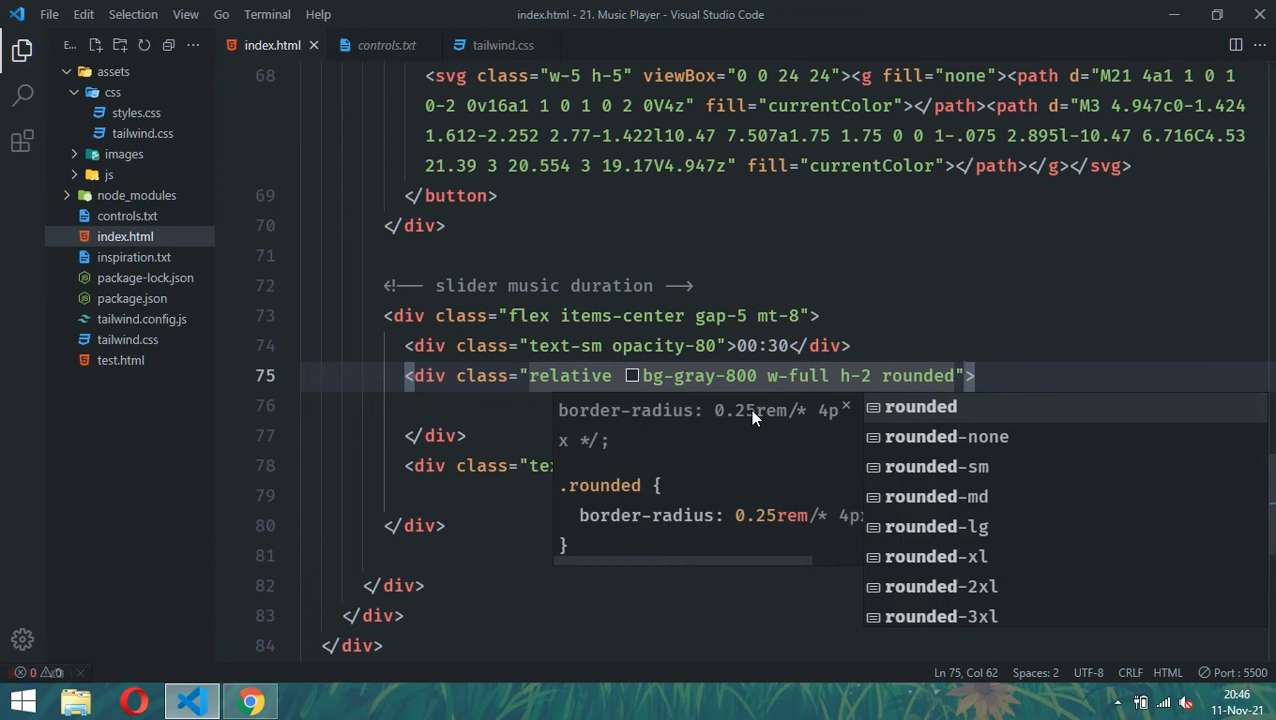 File Edit Selection View Go Terminal Help index.html - 21. Music Player - Visual Studio Code
E... index.html controls.txt tailwind.css
assets
css
styles.css
tailwind.css
images
js
node_modules
controls.txt
index.html
inspiration.txt
package-lock.json
package.json
tailwind.config.js
tailwind.css
test.html
68 <svg class="w-5 h-5" viewBox="0 0 24 24"><g fill="none"><path d="M21 4a1 1 0 1
0-2 0v16a1 1 0 1 0 2 0V4z" fill="currentColor"></path><path d="M3 4.947c0-1.424
1.612-2.252 2.77-1.422l10.47 7.507a1.75 1.75 0 0 1-.075 2.895l-10.47 6.716C4.53
21.39 3 20.554 3 19.17V4.947z" fill="currentColor"></path></g></svg>
69 </button>
70 </div>
71
72 <!-- slider music duration -->
73 <div class="flex items-center gap-5 mt-8">
74 <div class="text-sm opacity-80">00:30</div>
75 <div class="relative bg-gray-800 w-full h-2 rounded">
76
77 </div>
78 <div class="te
79
80 </div>
81
82 </div>
83 </div>
84 </div>
border-radius: 0.25rem/* 4p
x */;
.rounded {
border-radius: 0.25rem/* 4px
}
rounded
rounded-none
rounded-sm
rounded-md
rounded-lg
rounded-xl
rounded-2xl
rounded-3xl
0 0 Ln 75, Col 62 Spaces: 2 UTF-8 CRLF HTML Port : 5500
20:46
11-Nov-21